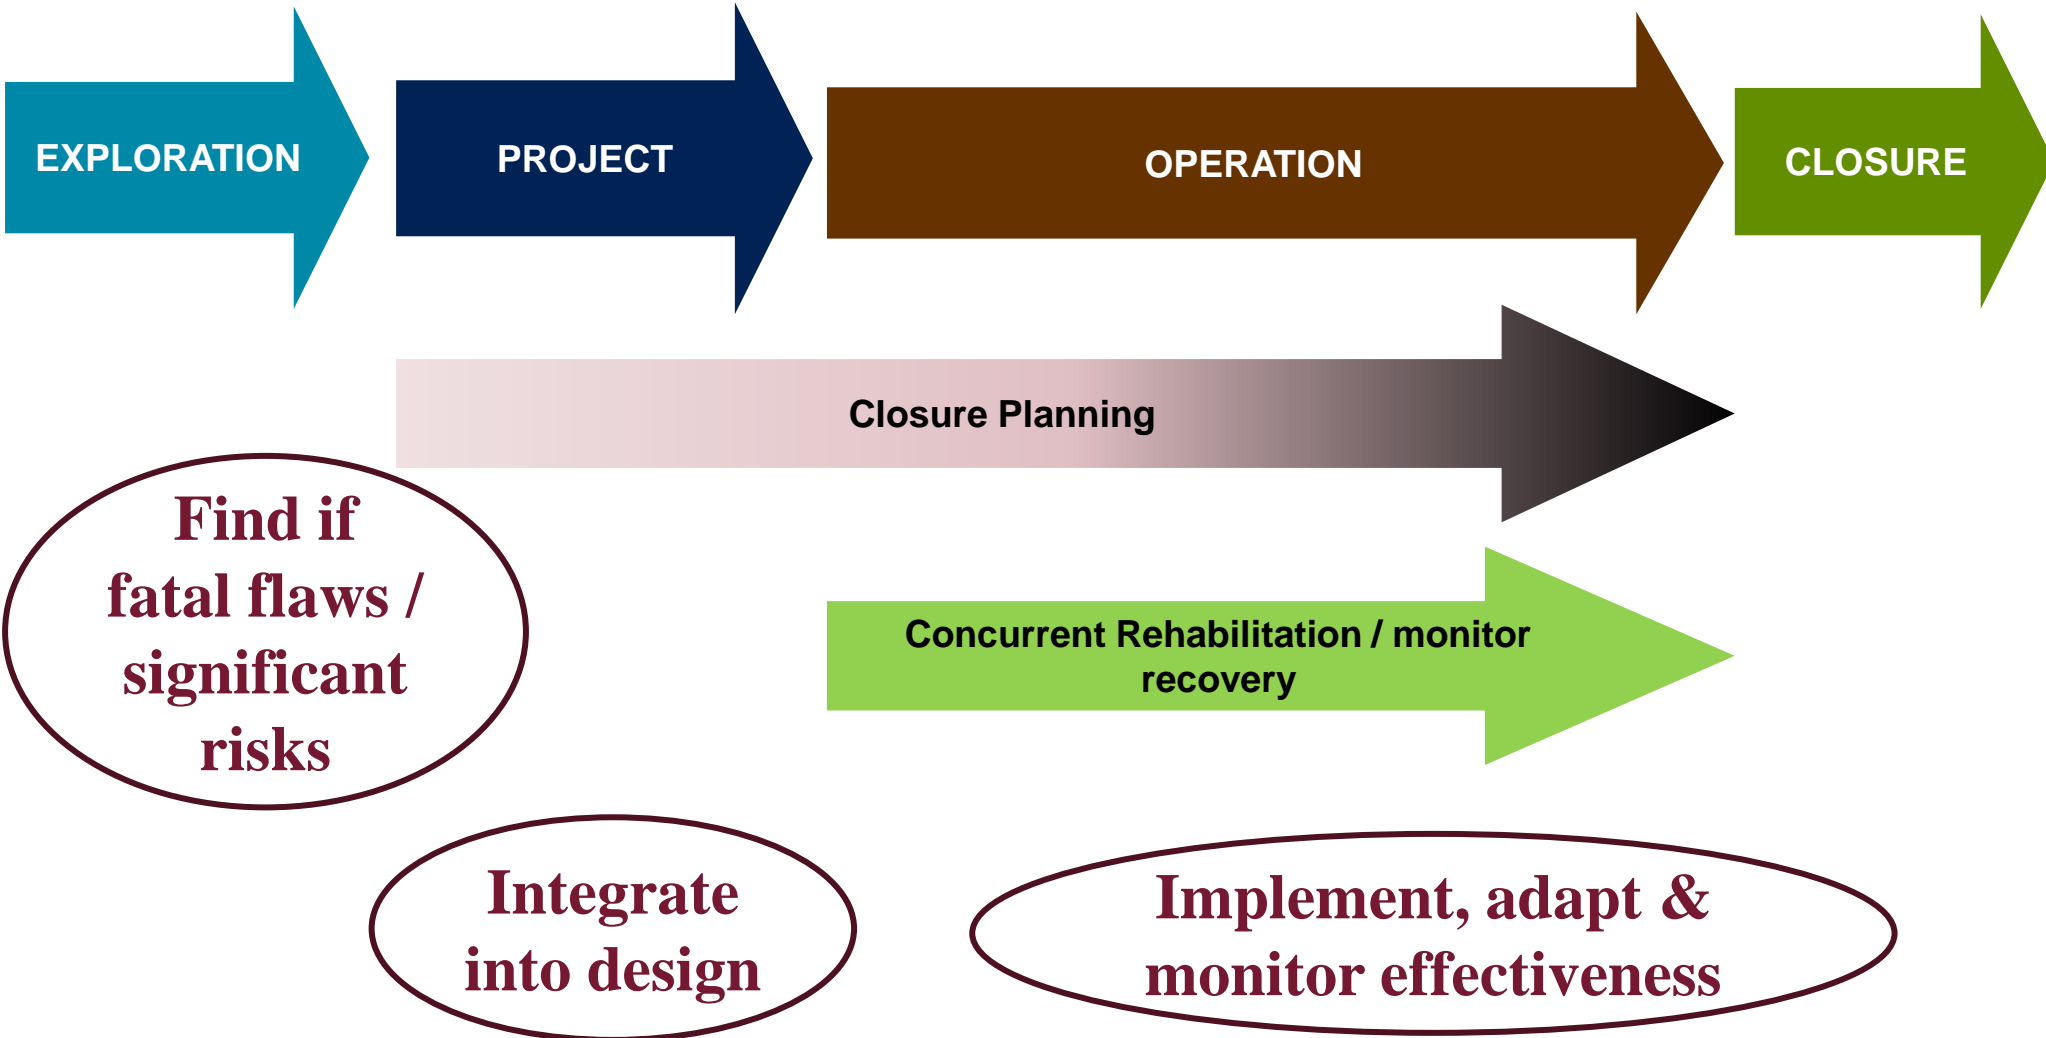 EXPLORATION
PROJECT
OPERATION
CLOSURE
Closure Planning
Find if
fatal flaws /
significant
risks
Concurrent Rehabilitation / monitor
recovery
Integrate
into design
Implement, adapt &
monitor effectiveness